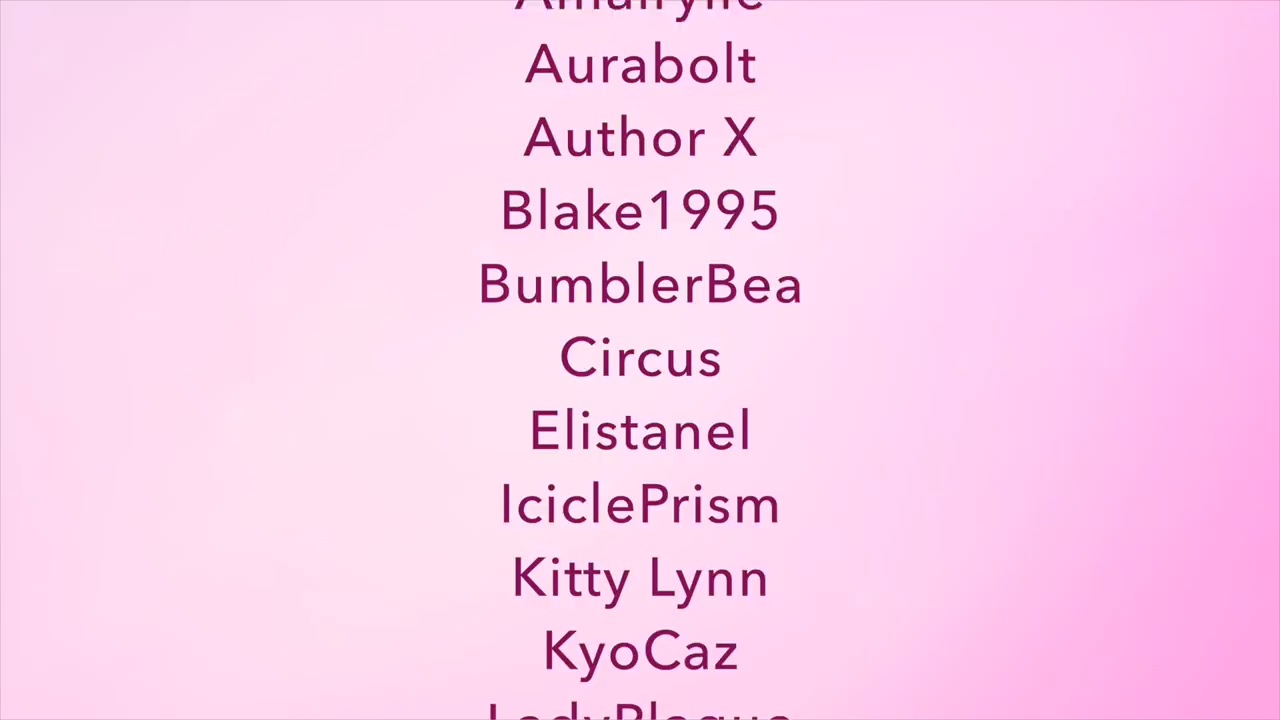 Aurabolt
Author X
Blake1995
BumblerBea
Circus
Elistanel
IciclePrism
Kitty Lynn
KyoCaz